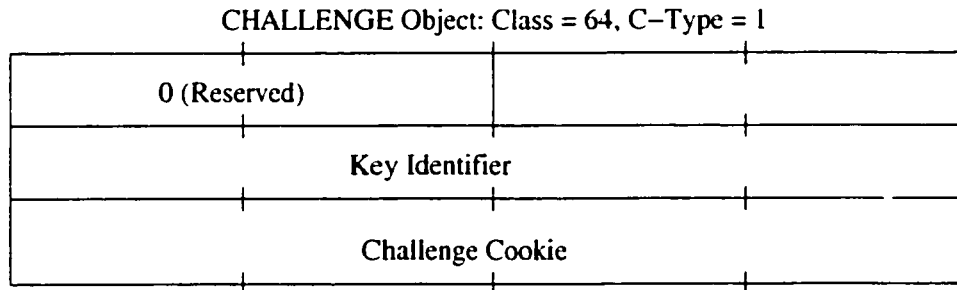 CHALLENGE Object: Class = 64, C-Type = 1
0 (Reserved)
Key Identifier
Challenge Cookie